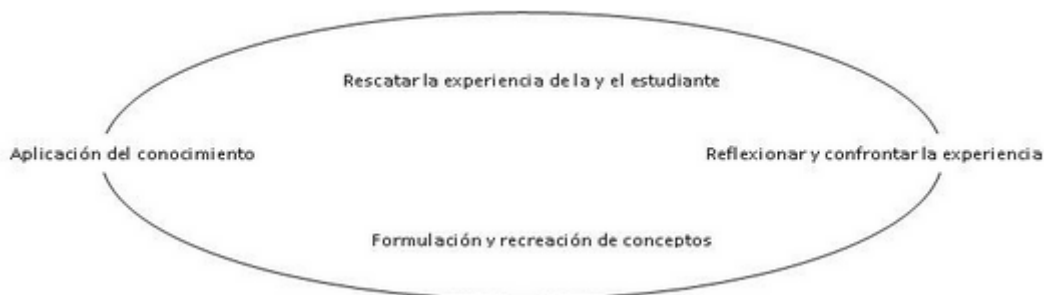 Rescatar la experiencia de la y el estudiante
Aplicación del conocimiento
Reflexionar y confrontar la experiencia
Formulación y recreación de conceptos